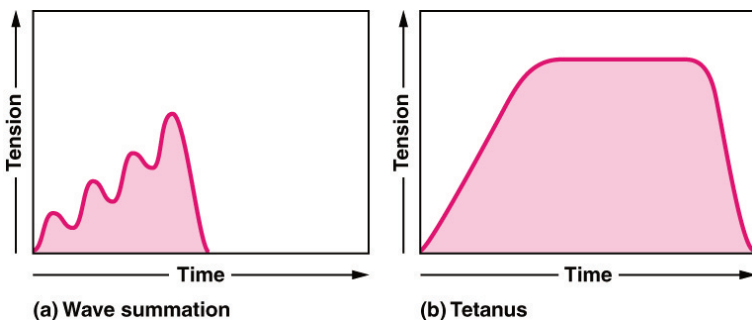 Tension
Time
(a) Wave summation
Tension
Time
(b) Tetanus